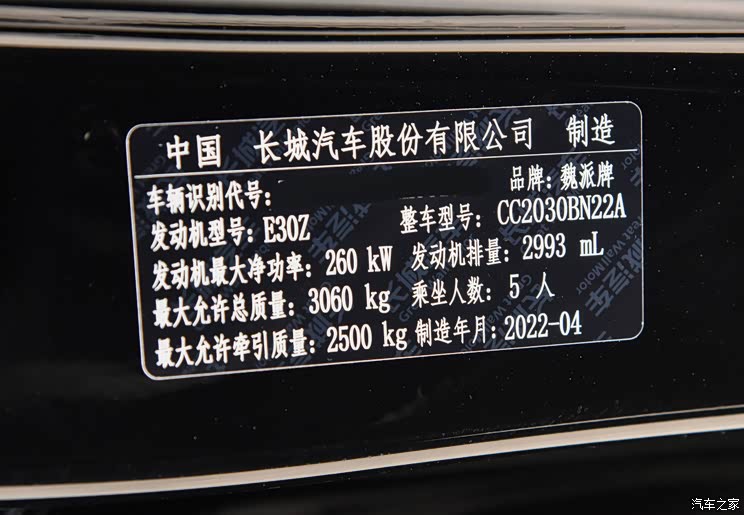 中国 长城汽车股份有限公司 制造
车辆识别代号:
品牌:魏派牌
发动机型号:E30Z
整车型号:CC2030BN22A
发动机最大净功率:260 kW
发动机排量:2993 mL
最大允许总质量:3060 kg
乘坐人数:5 人
最大允许牵引质量:2500 kg
制造年月:2022-04
汽车之家